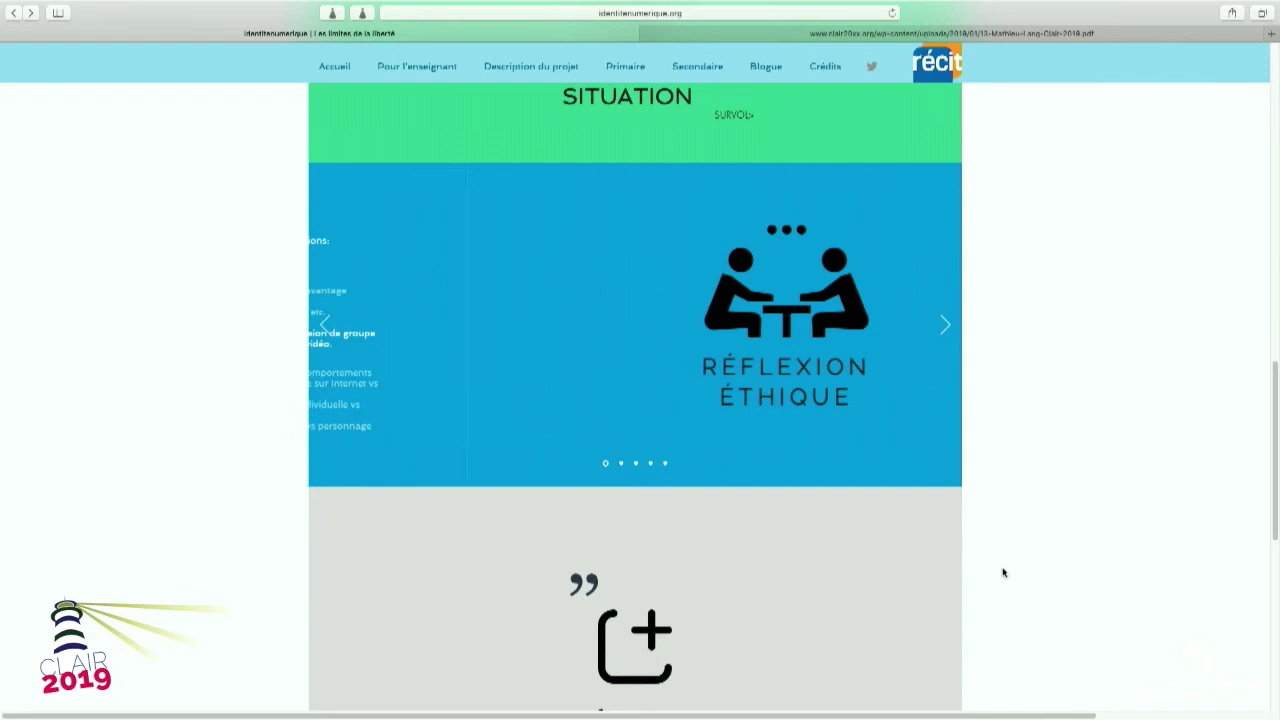 identitenumerique.org
identitenumerique | Les limites de la liberté
www.clair20xx.org/wp-content/uploads/2019/01/13-Mathieu-Lang-Clair-2019.pdf
Accueil
Pour l'enseignant
Description du projet
Primaire
Secondaire
Blogue
Crédits
récit
SITUATION
SURVOL:>
ions:
avantage
etc.
sion de groupe
vidéo.
omportements
sur Internet vs
dividuelle vs
personnage
RÉFLEXION
ÉTHIQUE
”
CLAIR
2019